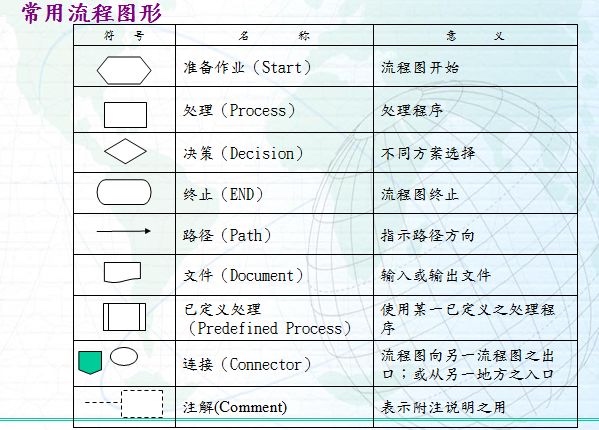 常用流程图形
符 号 名 称 意 义
准备作业（Start） 流程图开始
处理（Process） 处理程序
决策（Decision） 不同方案选择
终止（END） 流程图终止
路径（Path） 指示路径方向
文件（Document） 输入或输出文件
已定义处理
（Predefined Process）
使用某一已定义之处理程
序
连接（Connector）
流程图向另一流程图之出
口；或从另一地方之入口
注解(Comment) 表示附注说明之用